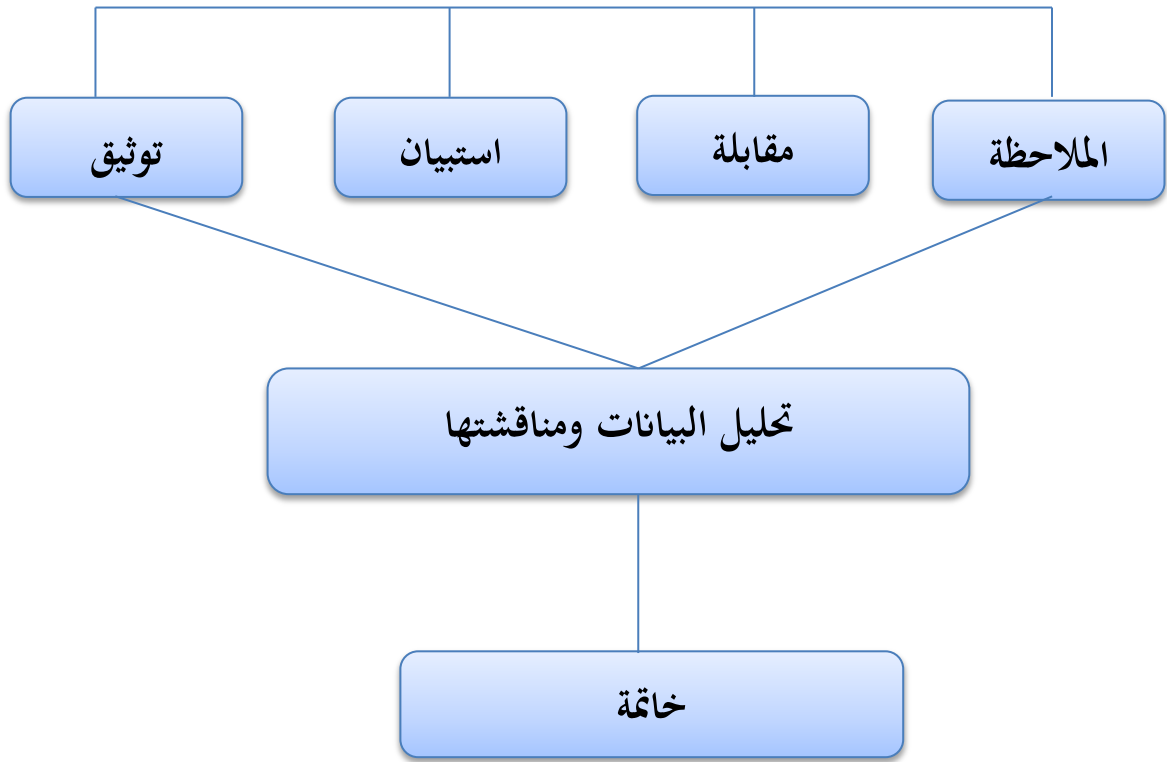 الملاحظة
مقابلة
استبيان
توثيق
تحليل البيانات ومناقشتها
خاتمة